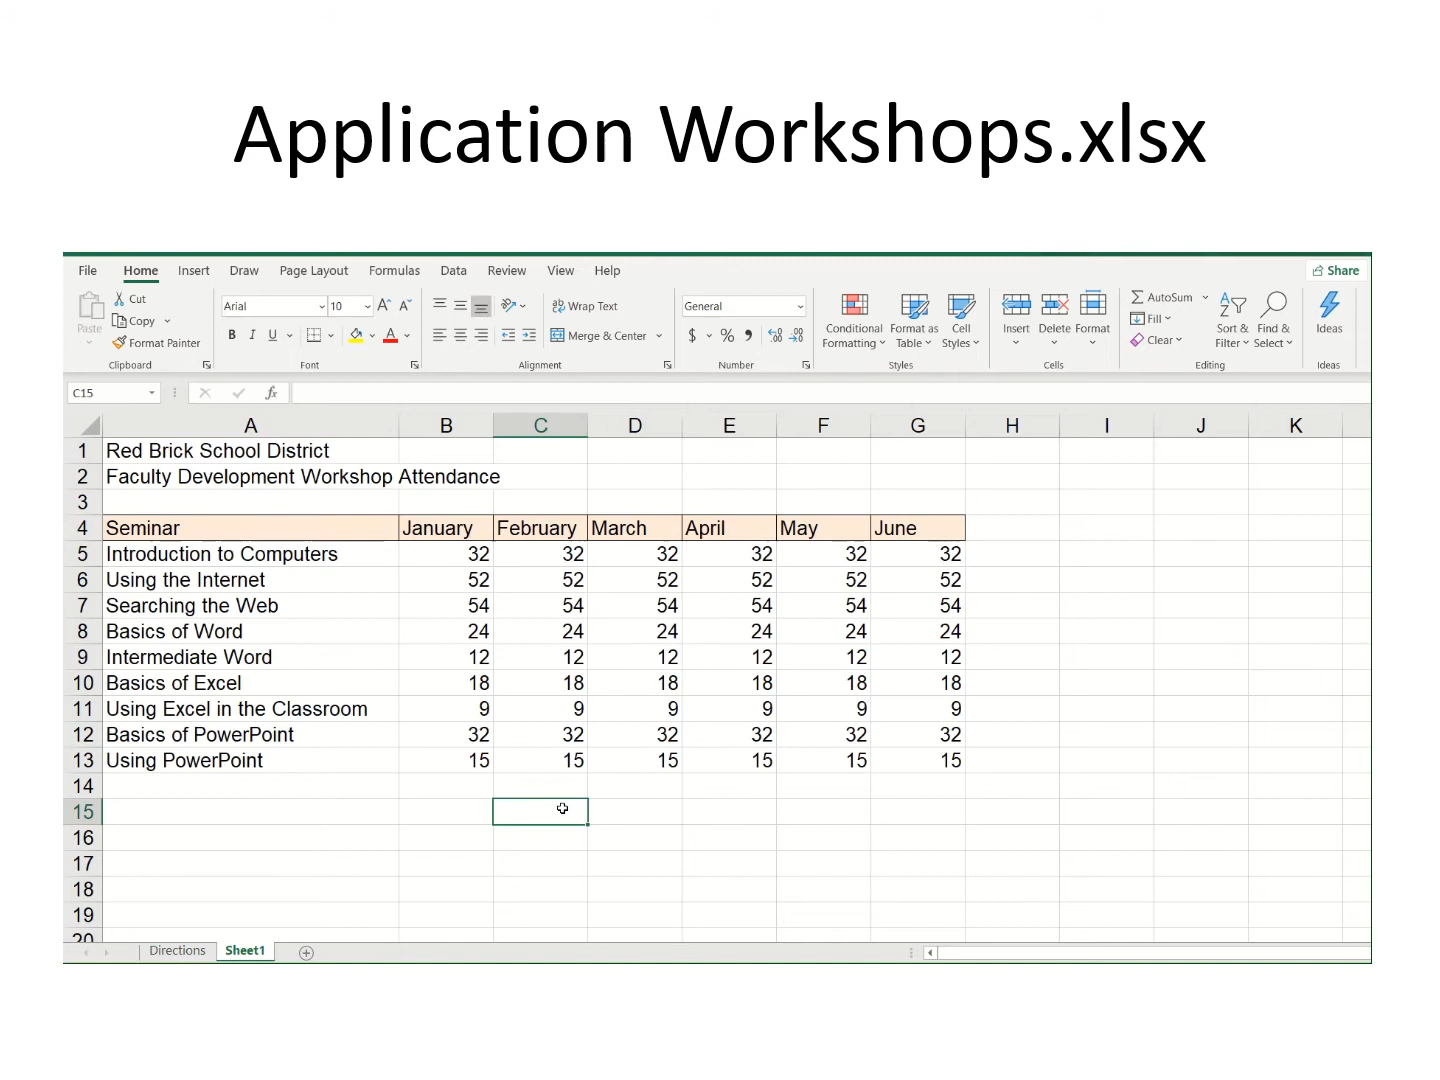 Application Workshops.xlsx
File Home Insert Draw Page Layout Formulas Data Review View Help Share
Paste Cut Copy Format Painter Clipboard
Arial 10 B I U A A A Font
ab Wrap Text Merge & Center Alignment
General $ % Number
Conditional Formatting Format as Table Cell Styles Styles
Insert Delete Format Cells
AutoSum Fill Clear Sort & Filter Find & Select Editing
Ideas Ideas
C15 fx
A B C D E F G H I J K
1 Red Brick School District
2 Faculty Development Workshop Attendance
3
4 Seminar January February March April May June
5 Introduction to Computers 32 32 32 32 32 32
6 Using the Internet 52 52 52 52 52 52
7 Searching the Web 54 54 54 54 54 54
8 Basics of Word 24 24 24 24 24 24
9 Intermediate Word 12 12 12 12 12 12
10 Basics of Excel 18 18 18 18 18 18
11 Using Excel in the Classroom 9 9 9 9 9 9
12 Basics of PowerPoint 32 32 32 32 32 32
13 Using PowerPoint 15 15 15 15 15 15
14
15
16
17
18
19
20
Directions Sheet1